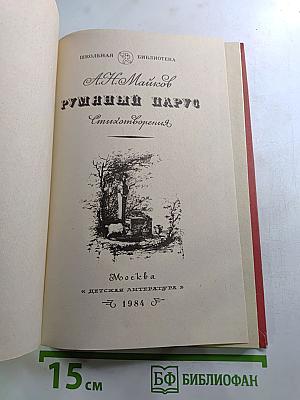 ШКОЛЬНАЯ БИБЛИОТЕКА
А.Н.Майков
РУМЯНЫЙ ПАРУС
Стихотворения
Москва
«ДЕТСКАЯ ЛИТЕРАТУРА»
1984
15 см
БФ БИБЛИОФАН